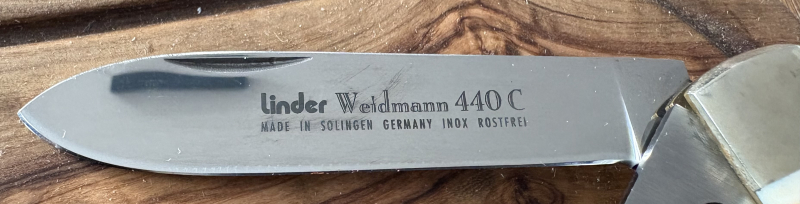 Linder Weidmann 440 C
MADE IN SOLINGEN GERMANY INOX ROSTFREI